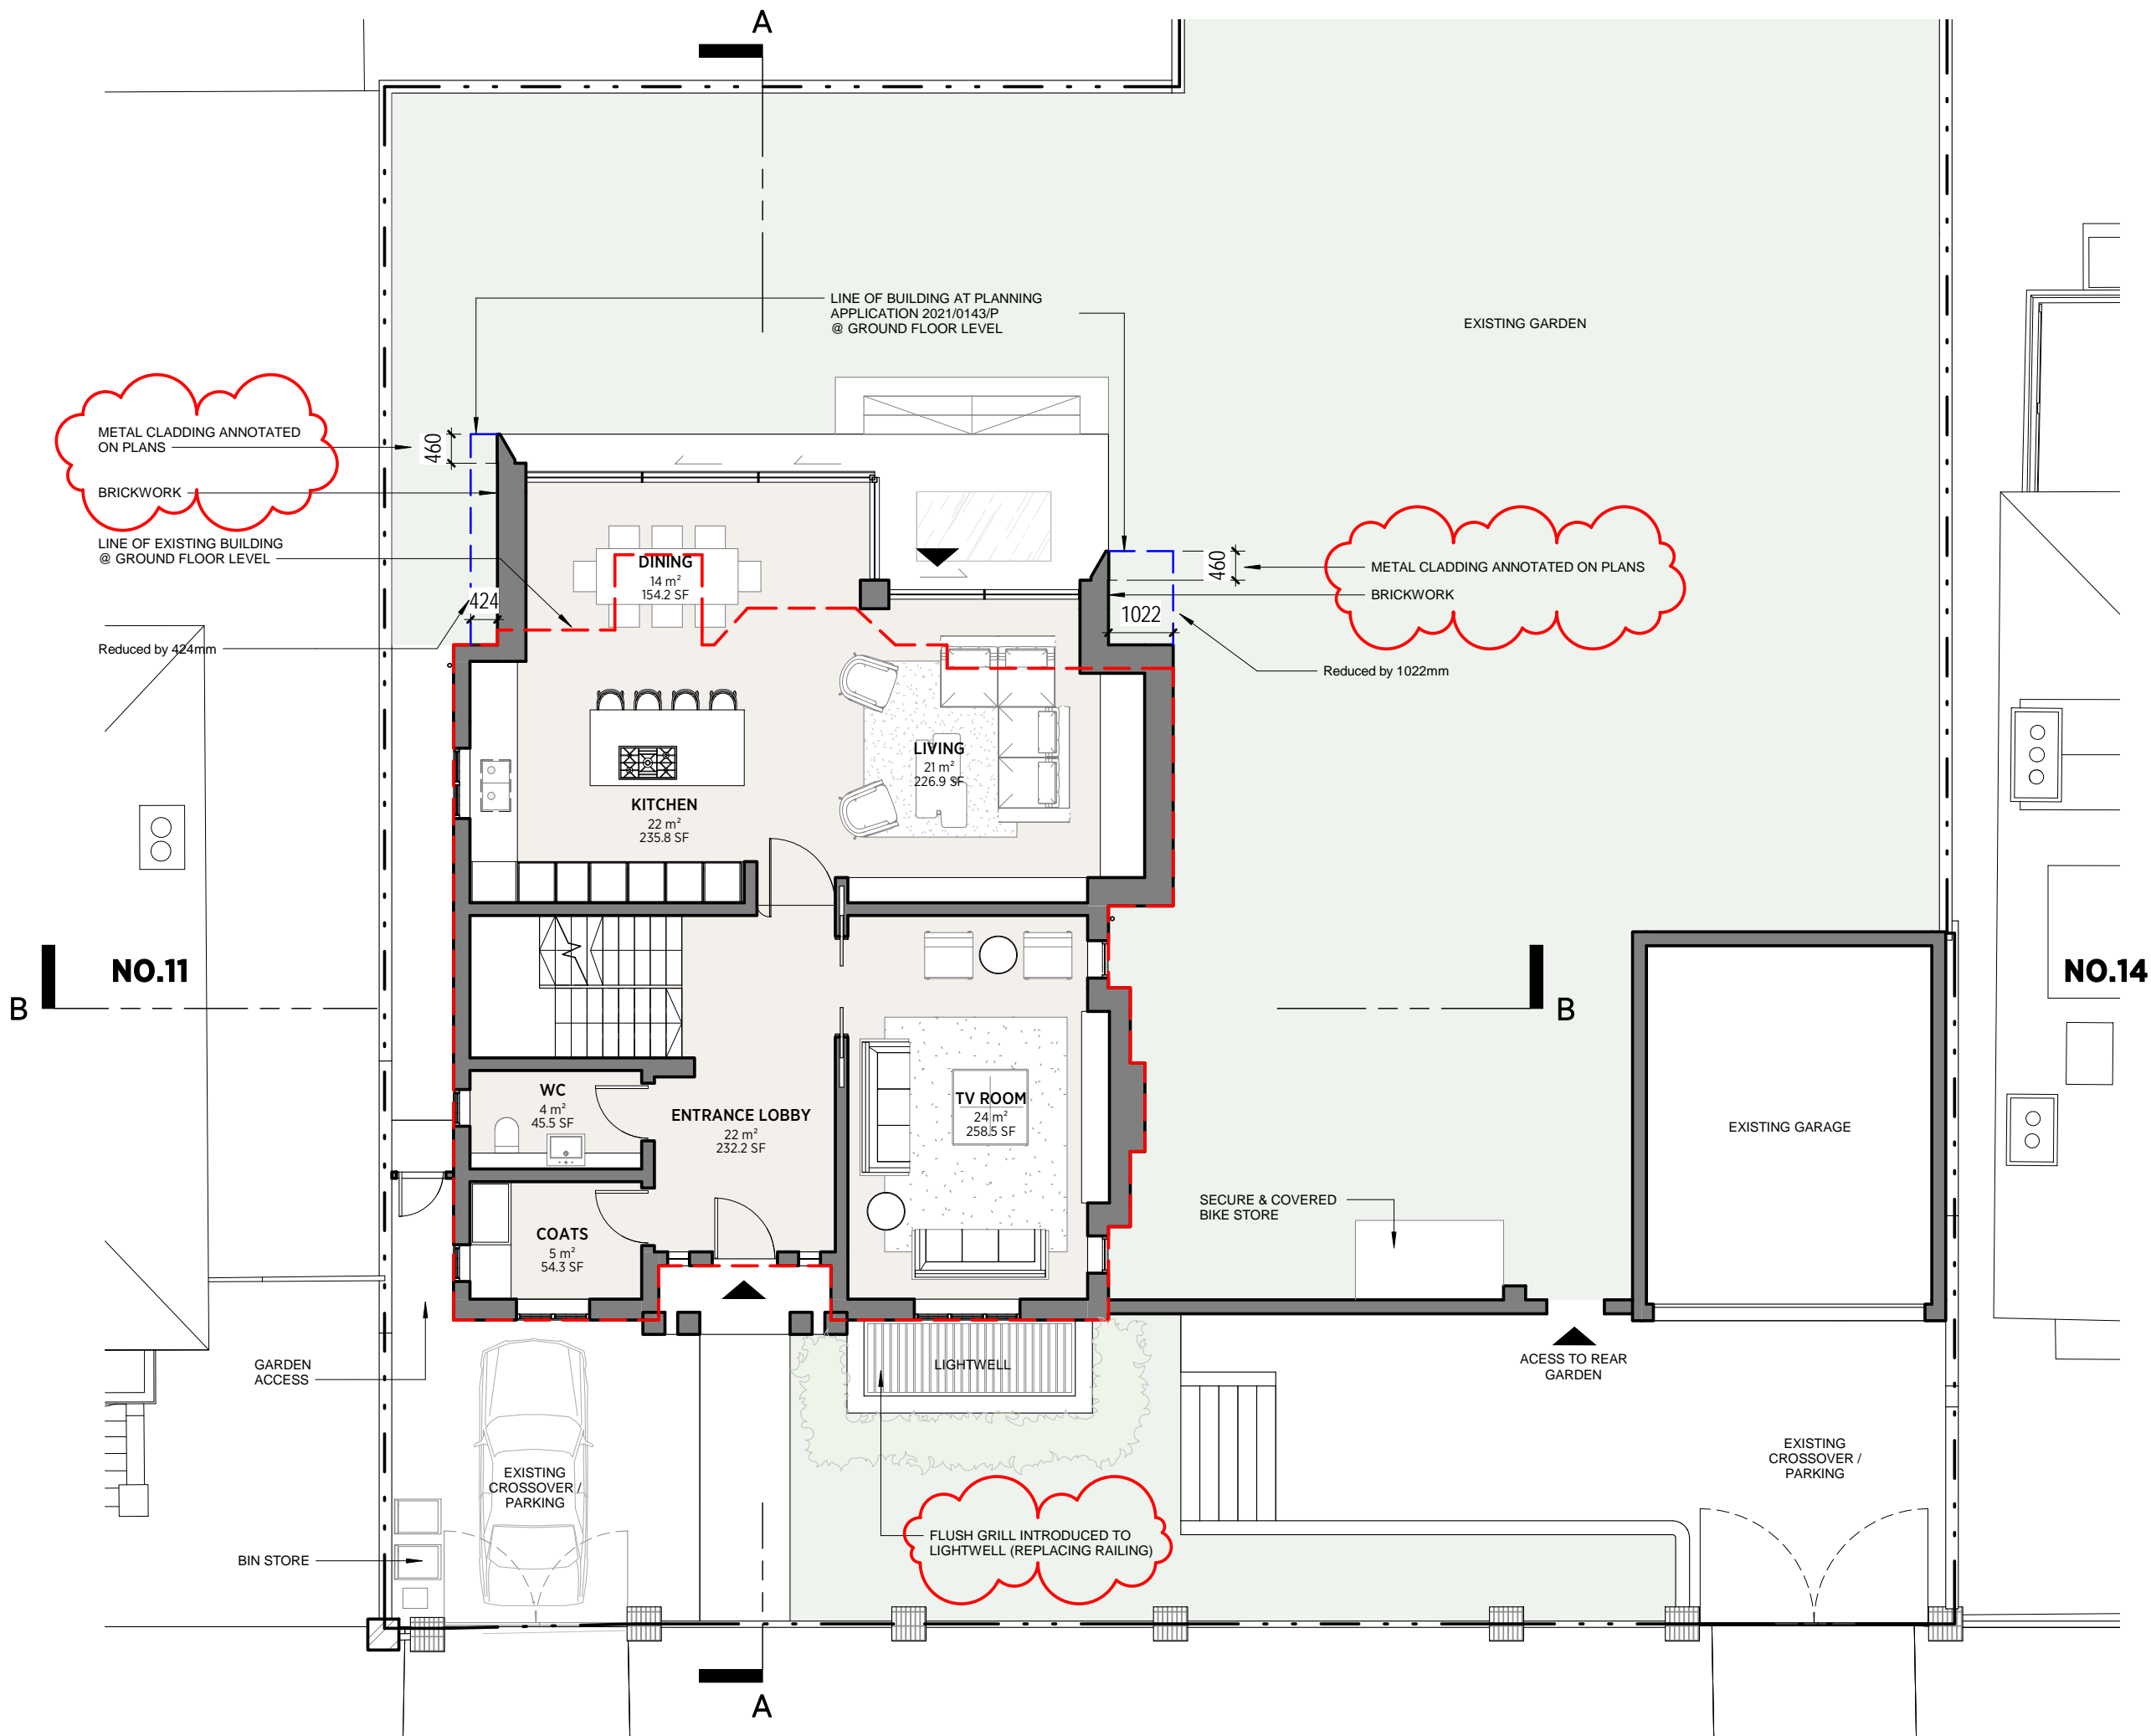 A
LINE OF BUILDING AT PLANNING
APPLICATION 2021/0143/P
@ GROUND FLOOR LEVEL
EXISTING GARDEN
METAL CLADDING ANNOTATED
ON PLANS
BRICKWORK
460
LINE OF EXISTING BUILDING
@ GROUND FLOOR LEVEL
424
Reduced by 424mm
DINING
14 m²
154.2 SF
460
METAL CLADDING ANNOTATED ON PLANS
BRICKWORK
1022
Reduced by 1022mm
LIVING
21 m²
226.9 SF
KITCHEN
22 m²
235.8 SF
NO.11
B
B
NO.14
WC
4 m²
45.5 SF
ENTRANCE LOBBY
22 m²
232.2 SF
TV ROOM
24 m²
258.5 SF
EXISTING GARAGE
COATS
5 m²
54.3 SF
SECURE & COVERED
BIKE STORE
GARDEN
ACCESS
LIGHTWELL
ACESS TO REAR
GARDEN
EXISTING
CROSSOVER /
PARKING
EXISTING
CROSSOVER /
PARKING
BIN STORE
FLUSH GRILL INTRODUCED TO
LIGHTWELL (REPLACING RAILING)
A